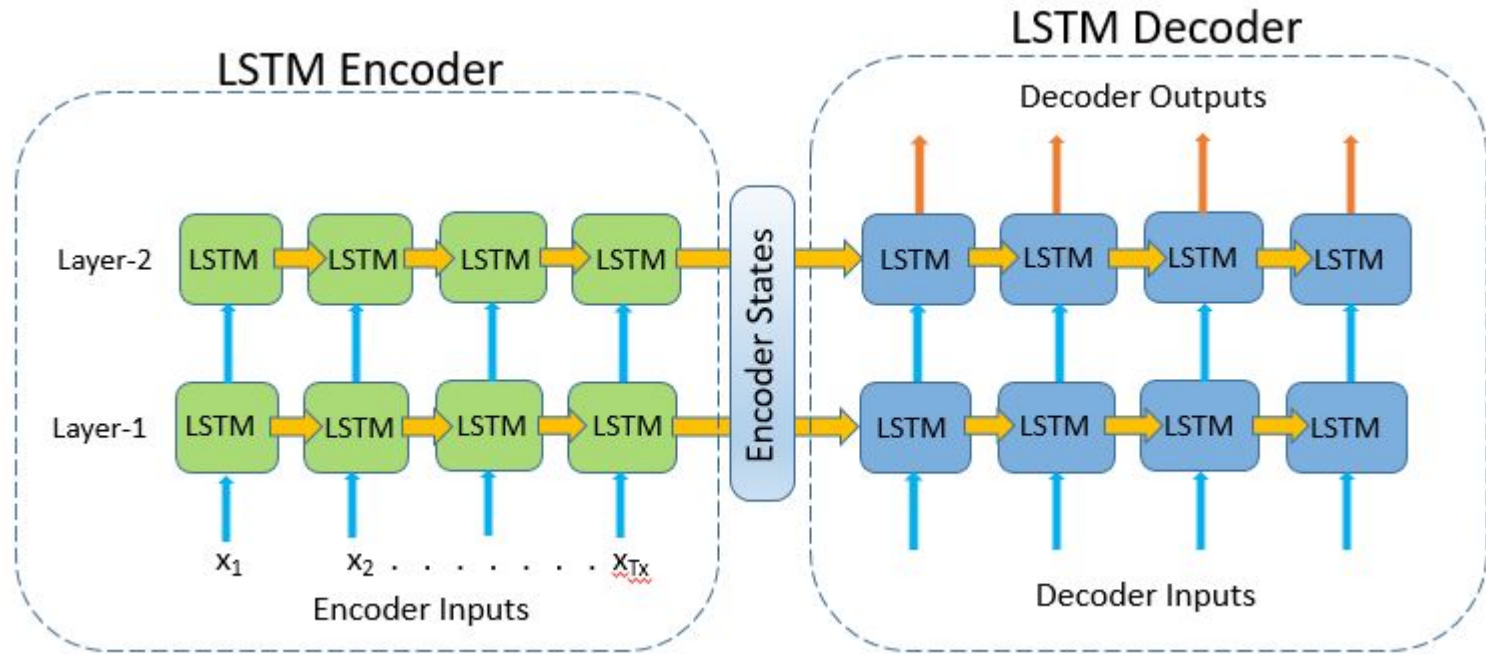 LSTM Encoder
LSTM Decoder
Decoder Outputs
Layer-2
LSTM LSTM LSTM LSTM
LSTM LSTM LSTM LSTM
Encoder States
Layer-1
LSTM LSTM LSTM LSTM
LSTM LSTM LSTM LSTM
x₁ x₂ . . . . . . . x_Tx
Encoder Inputs
Decoder Inputs